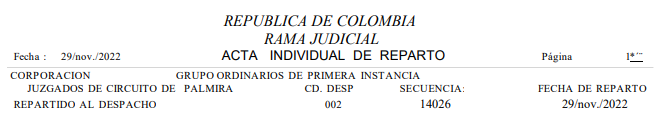 REPUBLICA DE COLOMBIA
RAMA JUDICIAL
Fecha : 29/nov./2022 ACTA INDIVIDUAL DE REPARTO Página
CORPORACION GRUPO ORDINARIOS DE PRIMERA INSTANCIA
JUZGADOS DE CIRCUITO DE PALMIRA CD. DESP SECUENCIA: FECHA DE REPARTO
REPARTIDO AL DESPACHO 002 14026 29/nov./2022